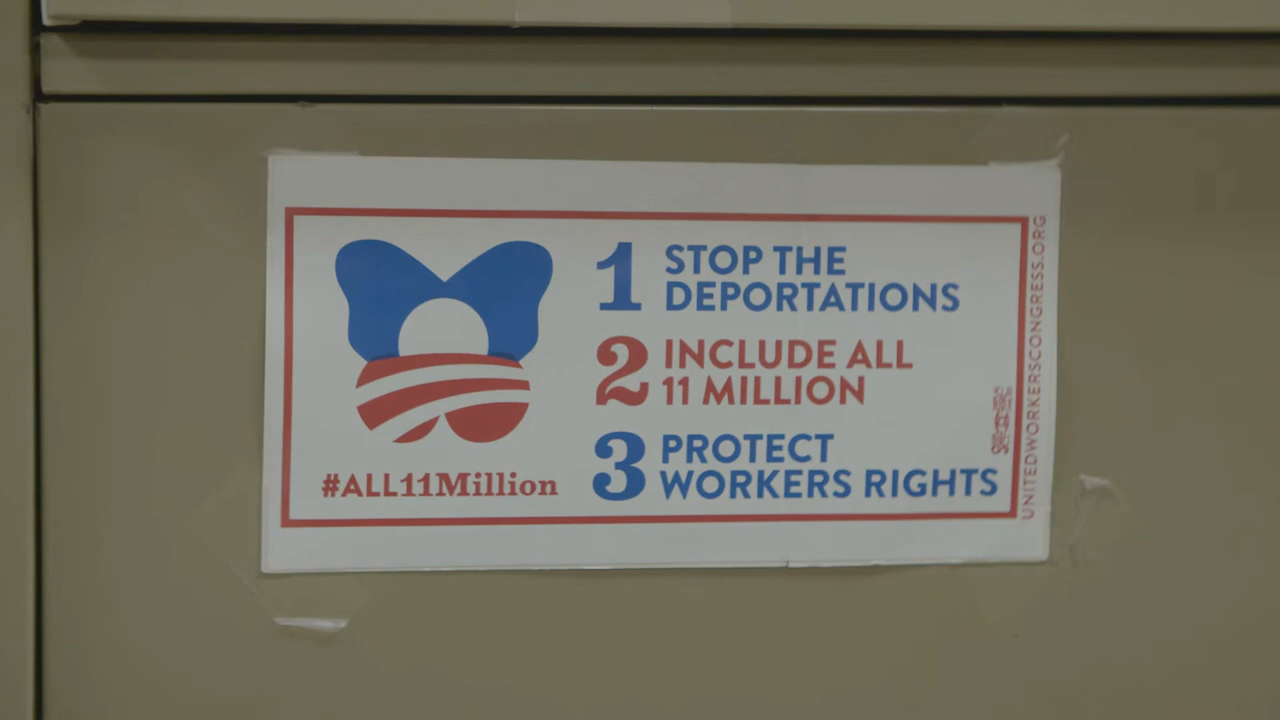 #ALL11Million
1 STOP THE
DEPORTATIONS
2 INCLUDE ALL
11 MILLION
3 PROTECT
WORKERS RIGHTS
UNITEDWORKERSCONGRESS.ORG